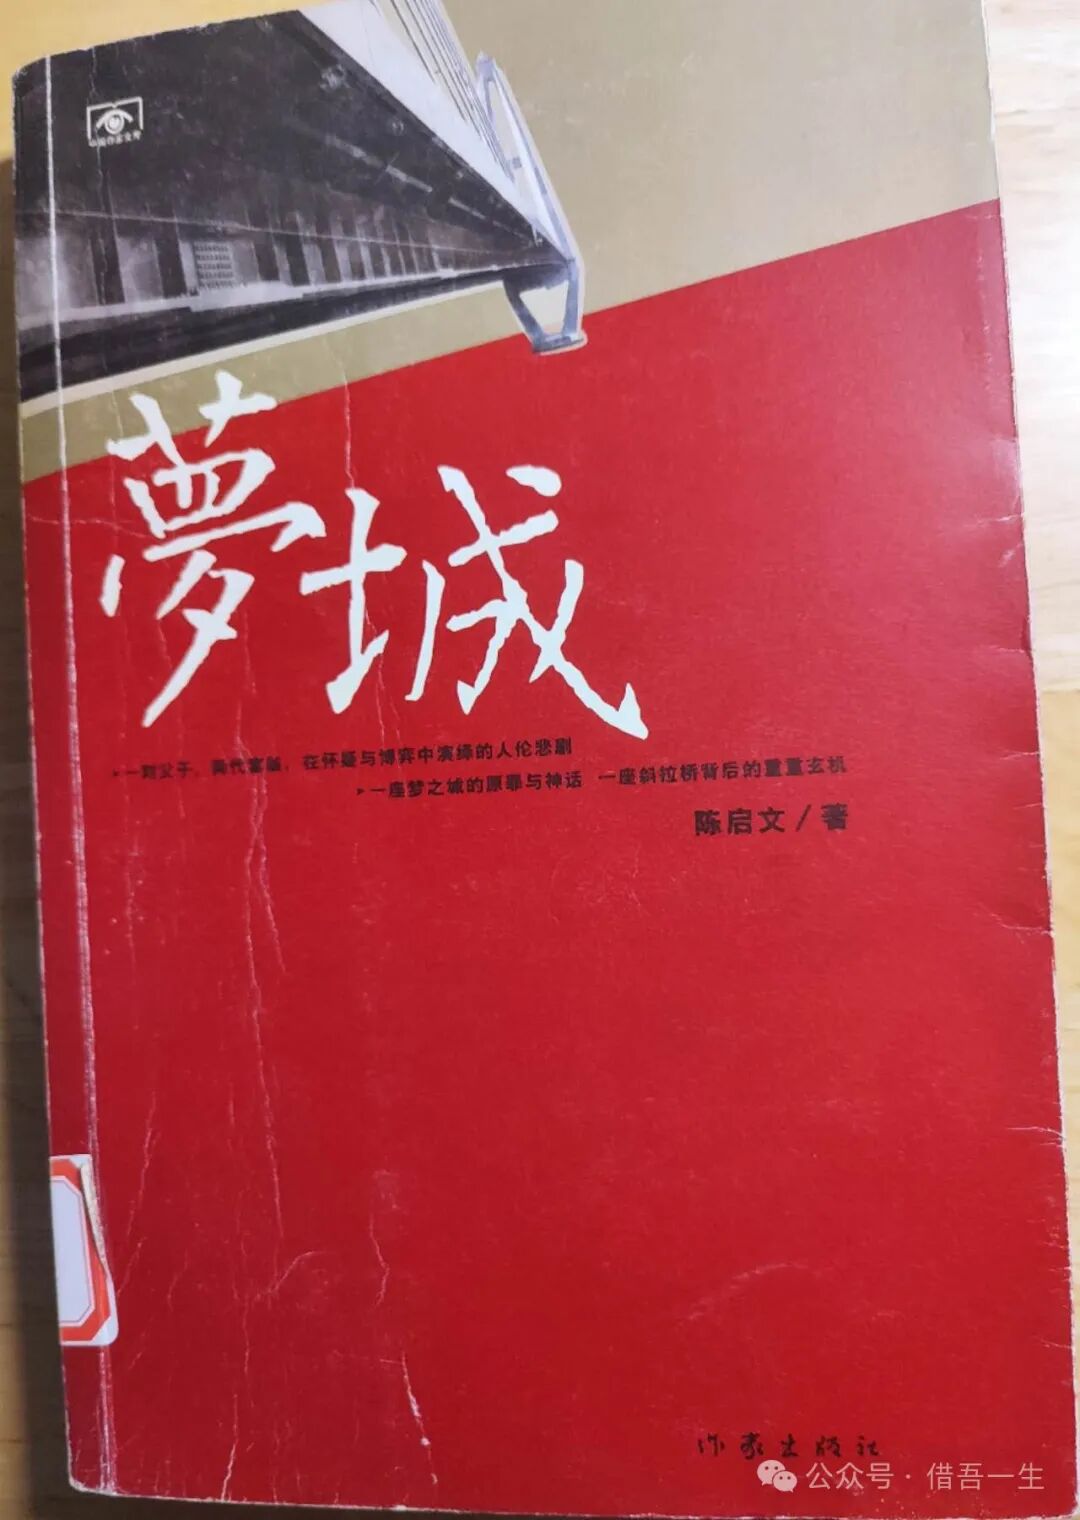 夢城
一对父子，两代富豪，在怀疑与博弈中演绎的人伦悲剧
一座梦之城的原罪与神话 一座斜拉桥背后的重重玄机
陈启文／著
作家出版社
公众号·借吾一生